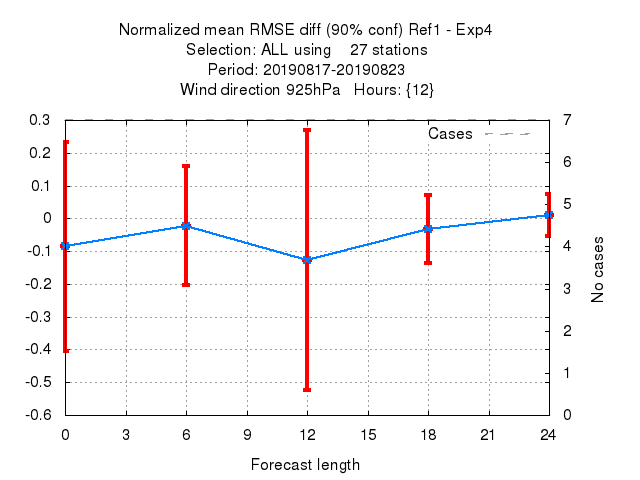 Normalized mean RMSE diff (90% conf) Ref1 - Exp4
Selection: ALL using 27 stations
Period: 20190817-20190823
Wind direction 925hPa Hours: {12}
Cases
0.3
0.2
0.1
0
-0.1
-0.2
-0.3
-0.4
-0.5
-0.6
7
6
5
4
3
2
1
0
No cases
0 3 6 9 12 15 18 21 24
Forecast length